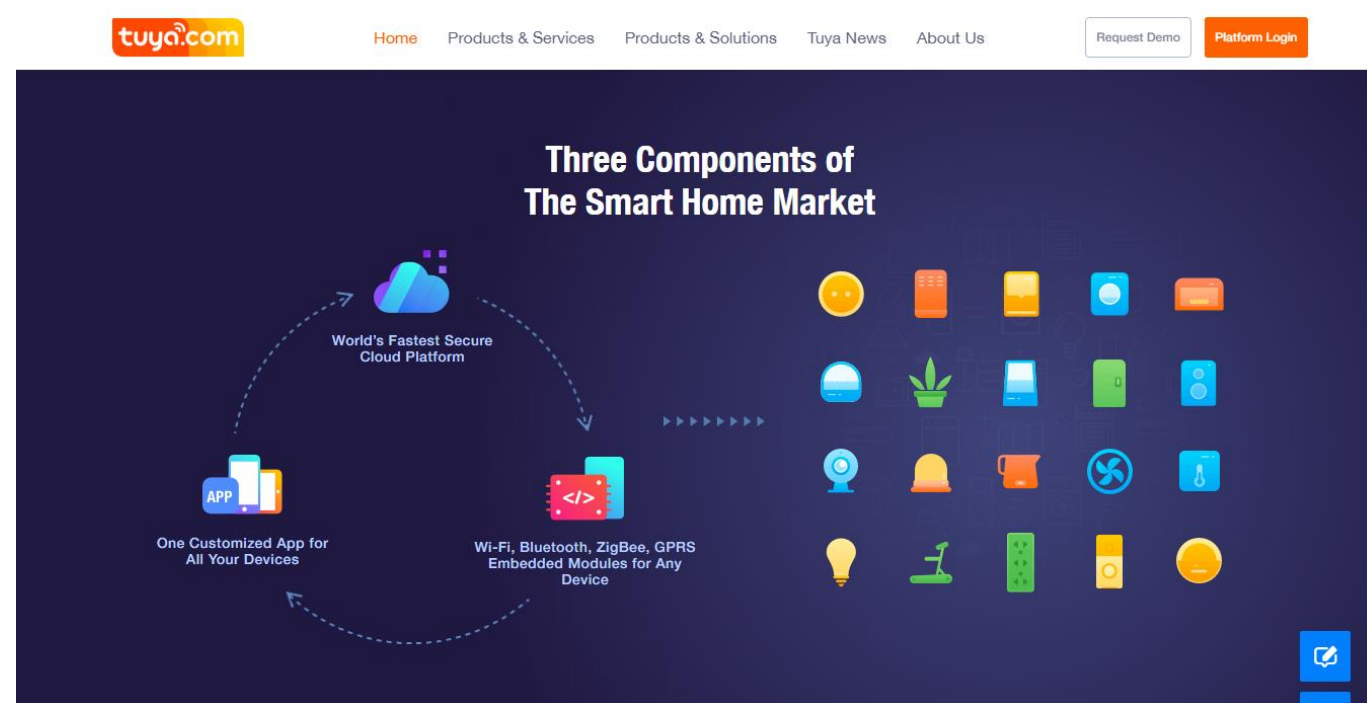 tuya.com
Home
Products & Services
Products & Solutions
Tuya News
About Us
Request Demo
Platform Login
Three Components of
The Smart Home Market
World's Fastest Secure
Cloud Platform
APP
One Customized App for
All Your Devices
</>
Wi-Fi, Bluetooth, ZigBee, GPRS
Embedded Modules for Any
Device